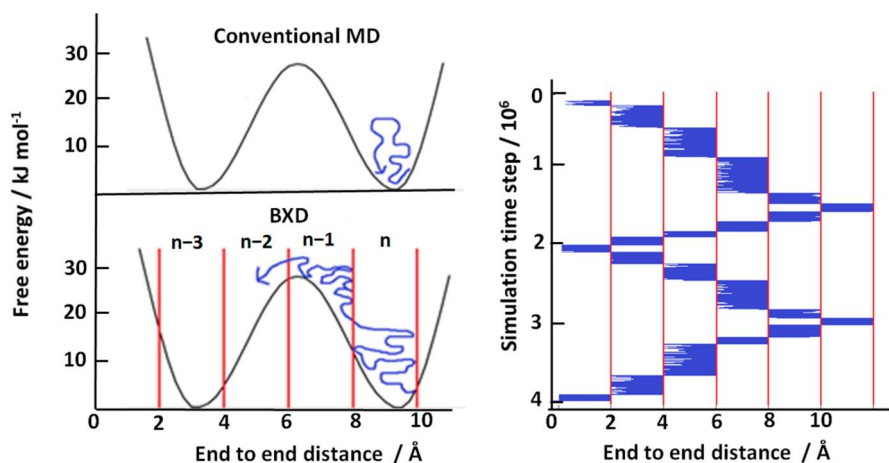 Conventional MD
30
20
10
Free energy / kJ mol⁻¹
BXD
n−3 n−2 n−1 n
30
20
10
0 2 4 6 8 10
End to end distance / Å
Simulation time step / 10⁶
0
1
2
3
4
0 2 4 6 8 10
End to end distance / Å